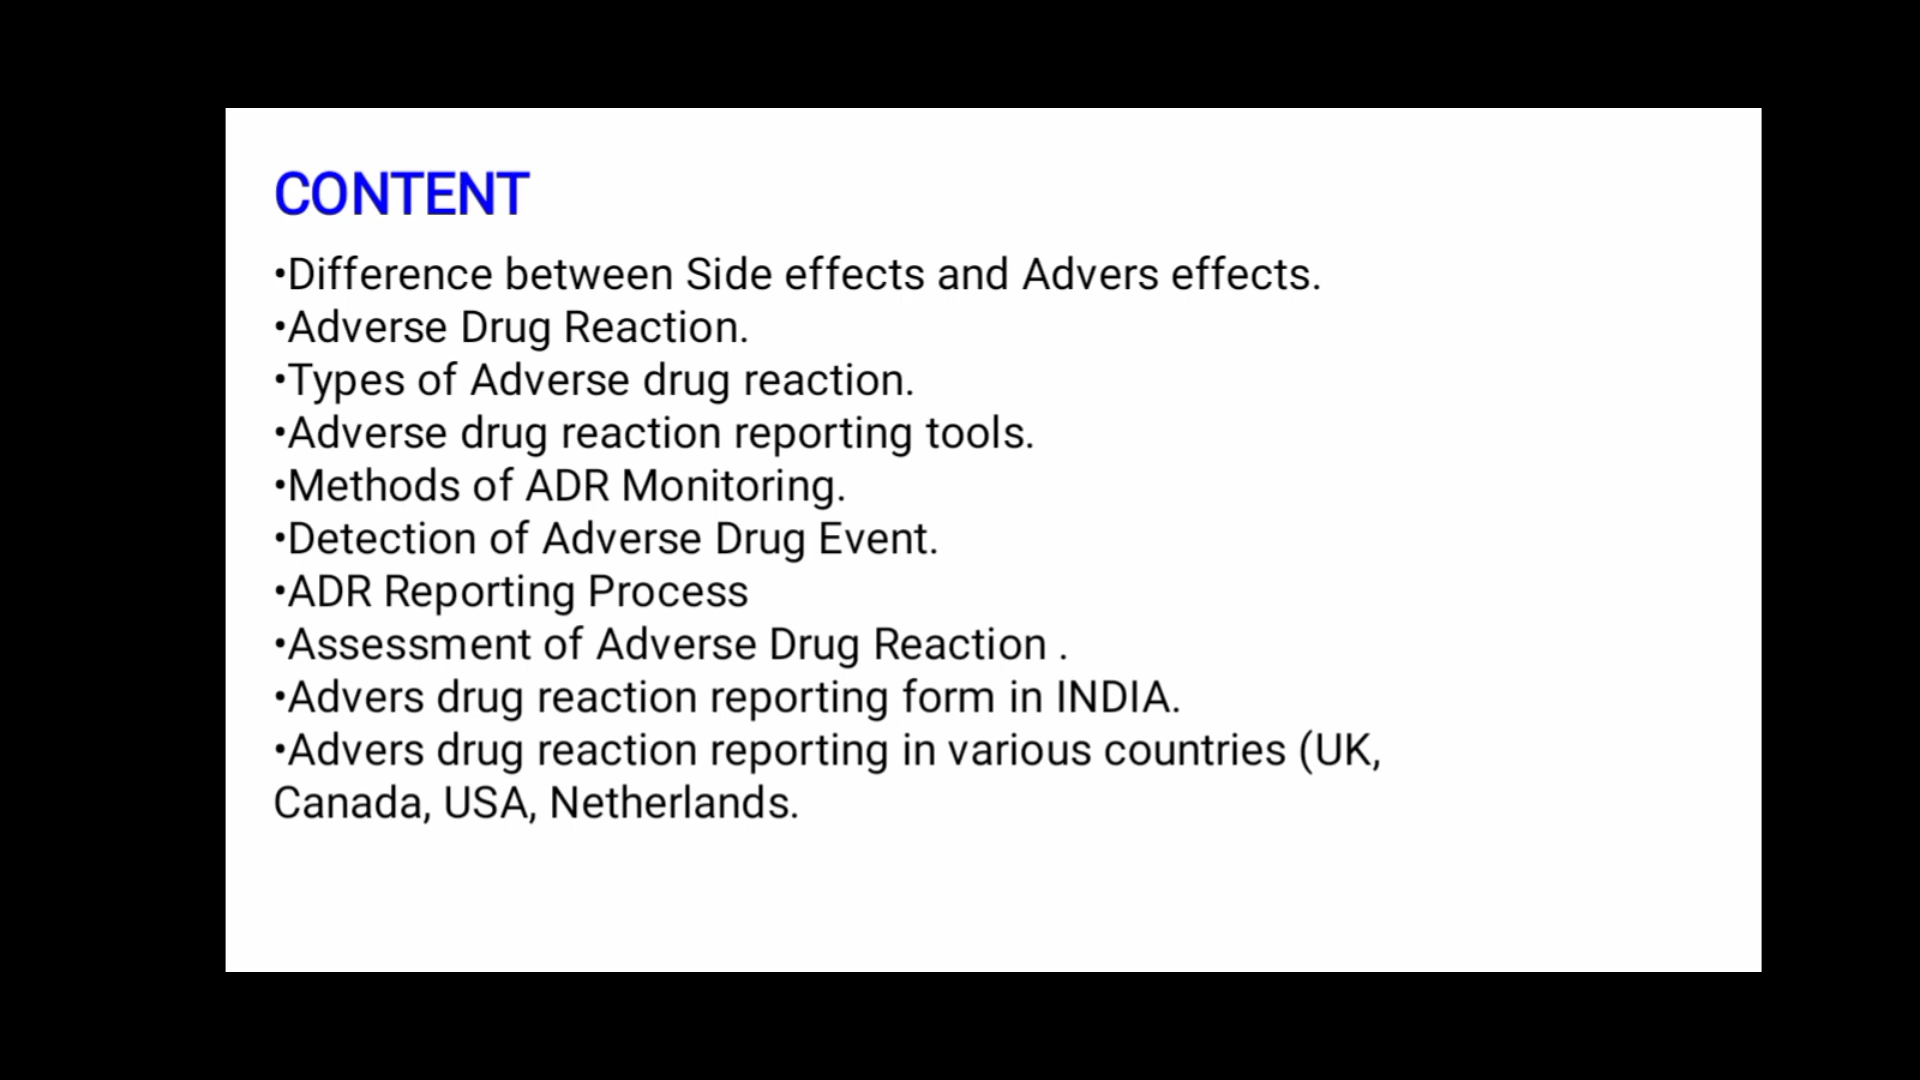 CONTENT
•Difference between Side effects and Advers effects.
•Adverse Drug Reaction.
•Types of Adverse drug reaction.
•Adverse drug reaction reporting tools.
•Methods of ADR Monitoring.
•Detection of Adverse Drug Event.
•ADR Reporting Process
•Assessment of Adverse Drug Reaction .
•Advers drug reaction reporting form in INDIA.
•Advers drug reaction reporting in various countries (UK,
Canada, USA, Netherlands.